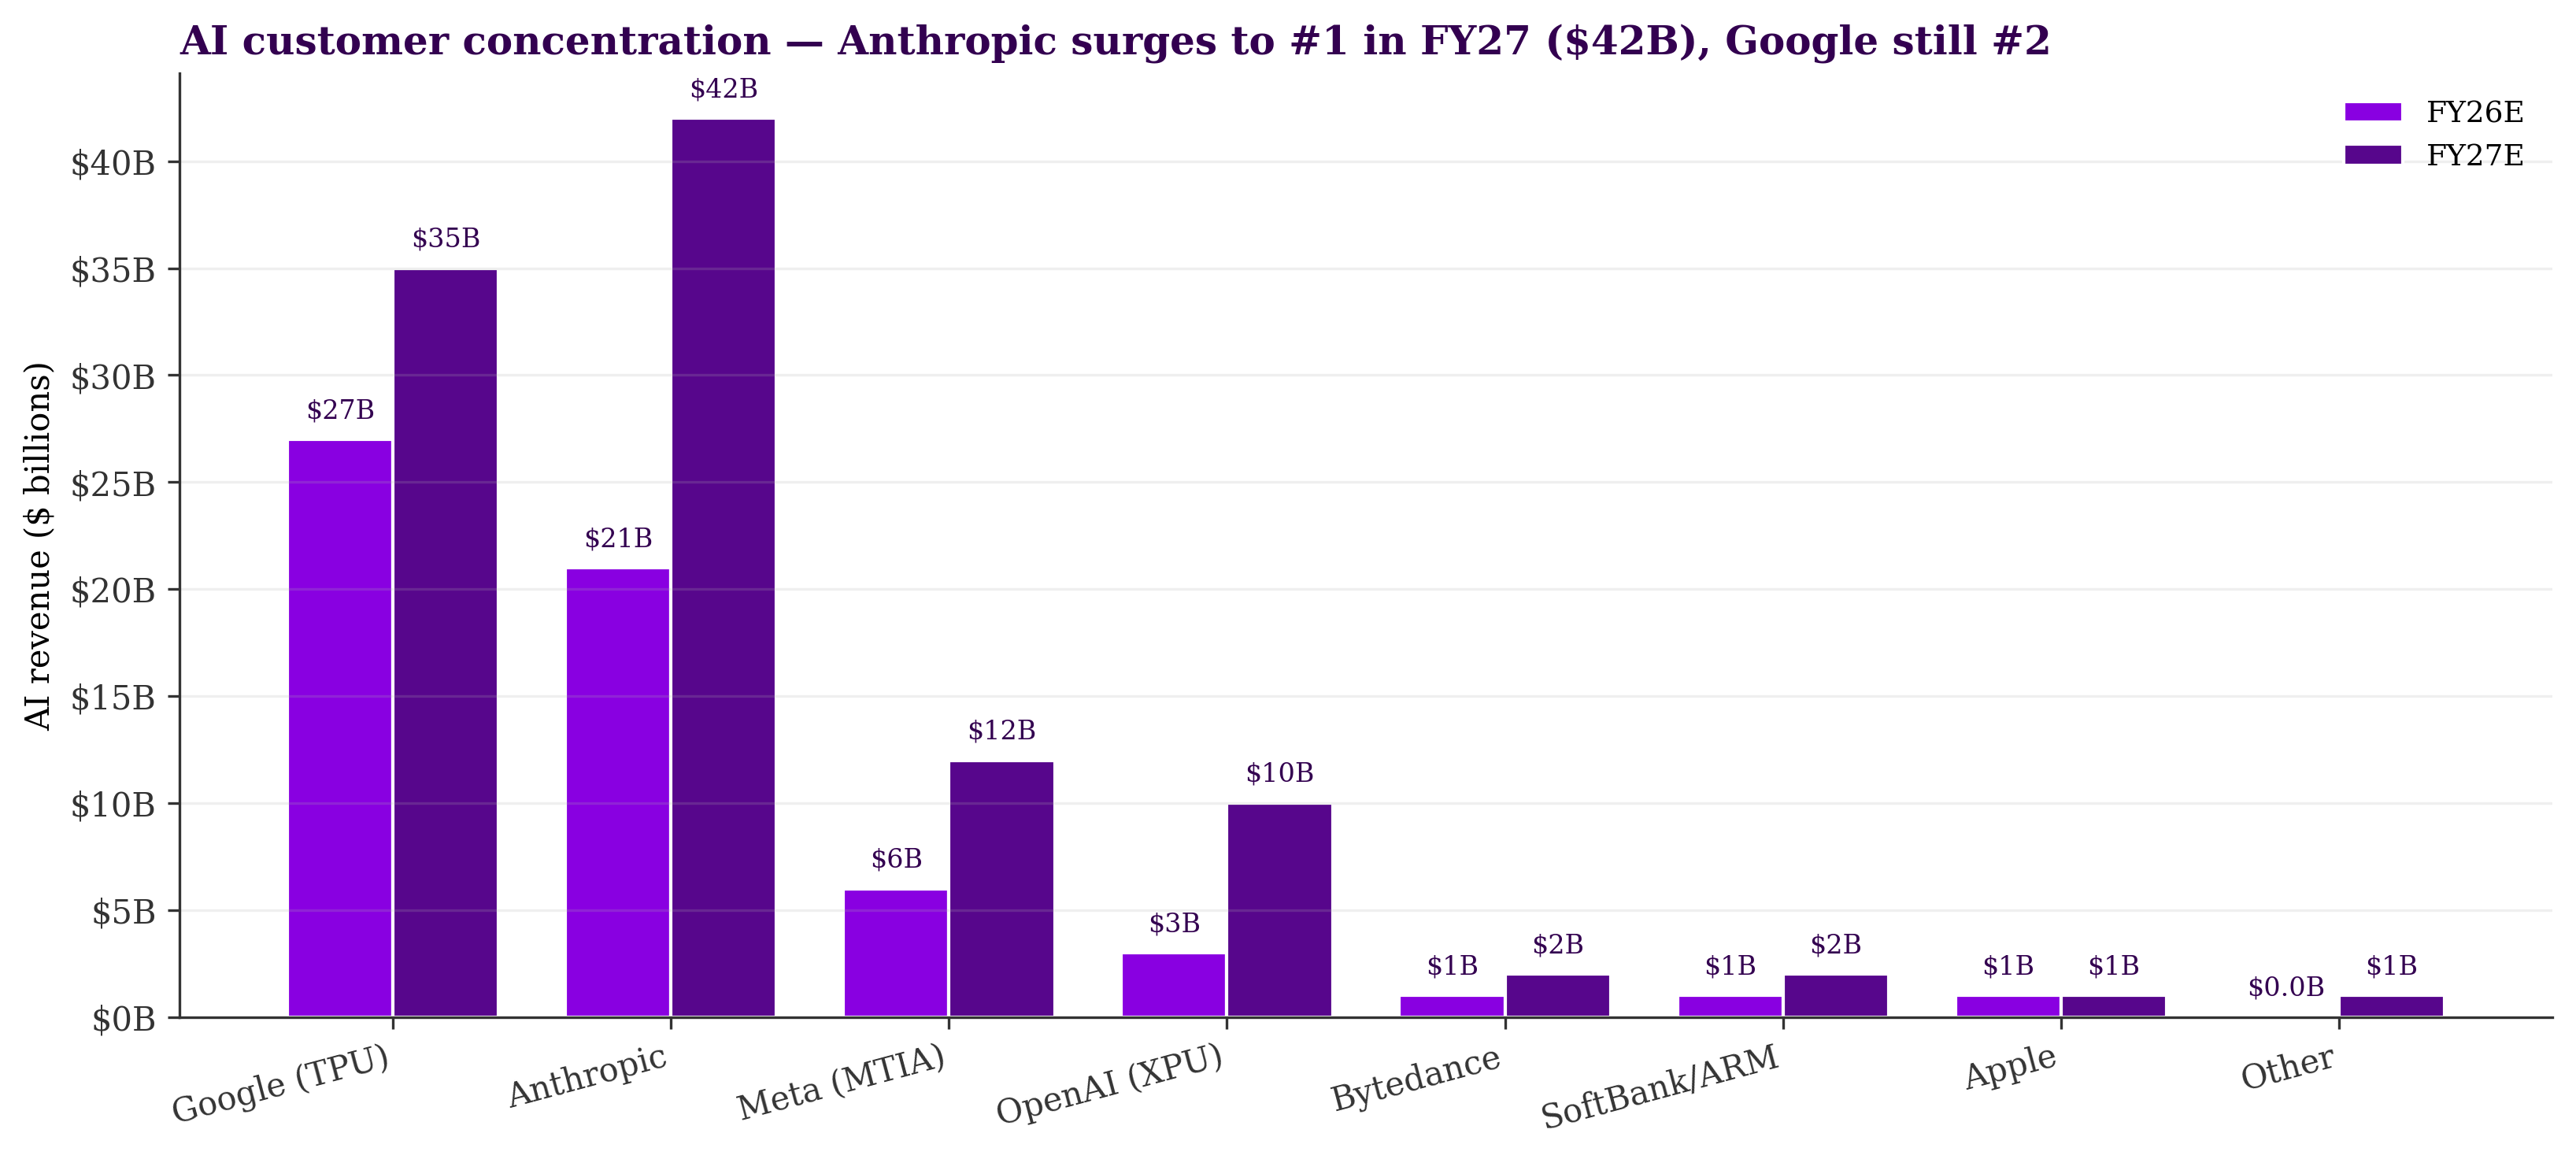 AI customer concentration — Anthropic surges to #1 in FY27 ($42B), Google still #2
FY26E
FY27E
AI revenue ($ billions)
$40B
$35B
$30B
$25B
$20B
$15B
$10B
$5B
$0B
$27B
$35B
$21B
$42B
$6B
$12B
$3B
$10B
$1B
$2B
$1B
$2B
$1B
$1B
$0.0B
$1B
Google (TPU)
Anthropic
Meta (MTIA)
OpenAI (XPU)
Bytedance
SoftBank/ARM
Apple
Other